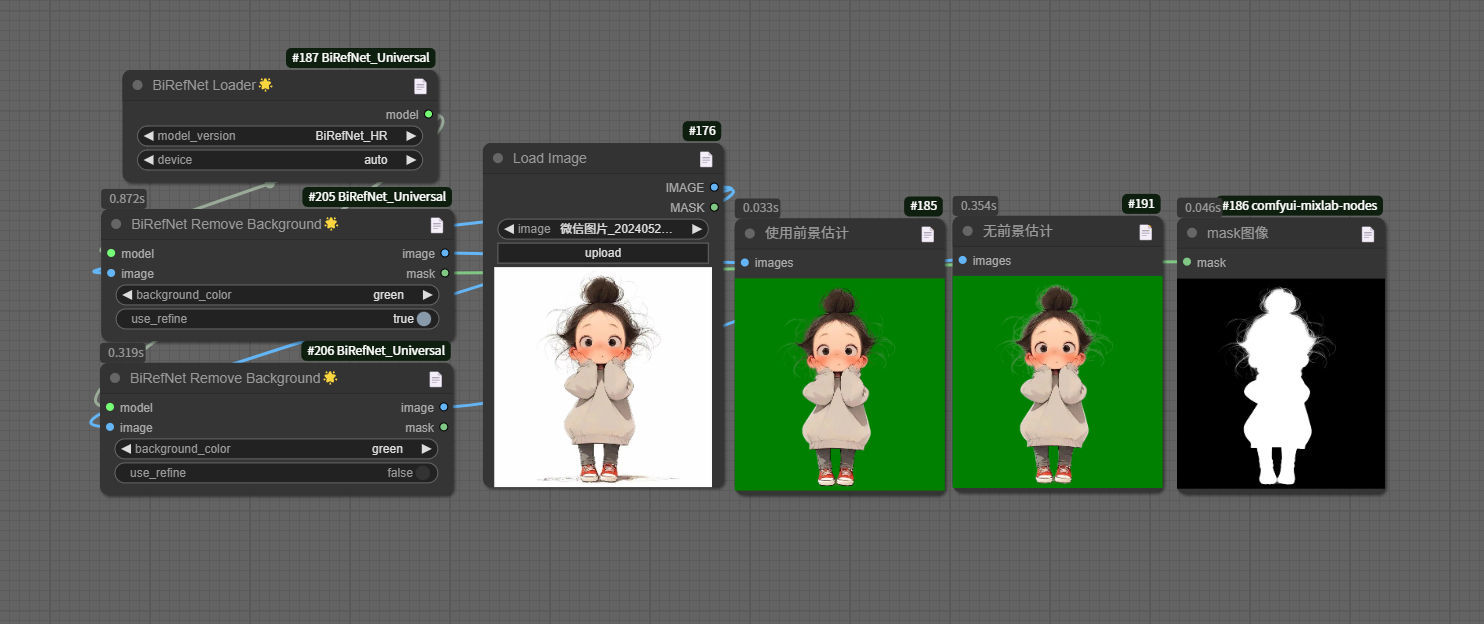 #187 BiRefNet_Universal
BiRefNet Loader🌟
model
model_version BiRefNet_HR
device auto
0.872s
#205 BiRefNet_Universal
BiRefNet Remove Background🌟
model image
image mask
background_color green
use_refine true
0.319s
#206 BiRefNet_Universal
BiRefNet Remove Background🌟
model image
image mask
background_color green
use_refine false
#176
Load Image
IMAGE
MASK
image 微信图片_2024052...
upload
0.033s
#185
使用前景估计
images
0.354s
#191
无前景估计
images
0.046s
#186 comfyui-mixlab-nodes
mask图像
mask